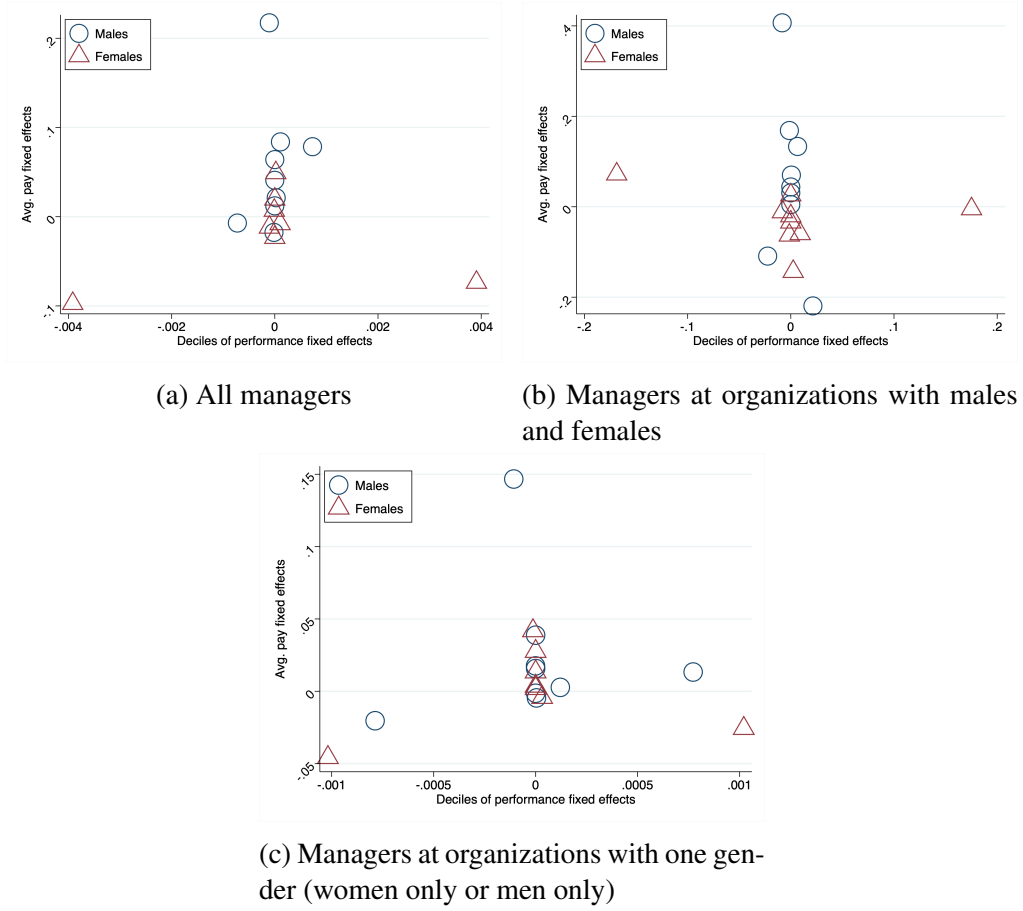 Males
Females
Avg. pay fixed effects
.2
.1
0
-.1
-.004
-.002
0
.002
.004
Deciles of performance fixed effects
(a) All managers
Males
Females
Avg. pay fixed effects
.4
.2
0
-.2
-.2
-.1
0
.1
.2
Deciles of performance fixed effects
(b) Managers at organizations with males
and females
Males
Females
Avg. pay fixed effects
.15
.1
.05
0
-.05
-.001
-.0005
0
.0005
.001
Deciles of performance fixed effects
(c) Managers at organizations with one gen-
der (women only or men only)